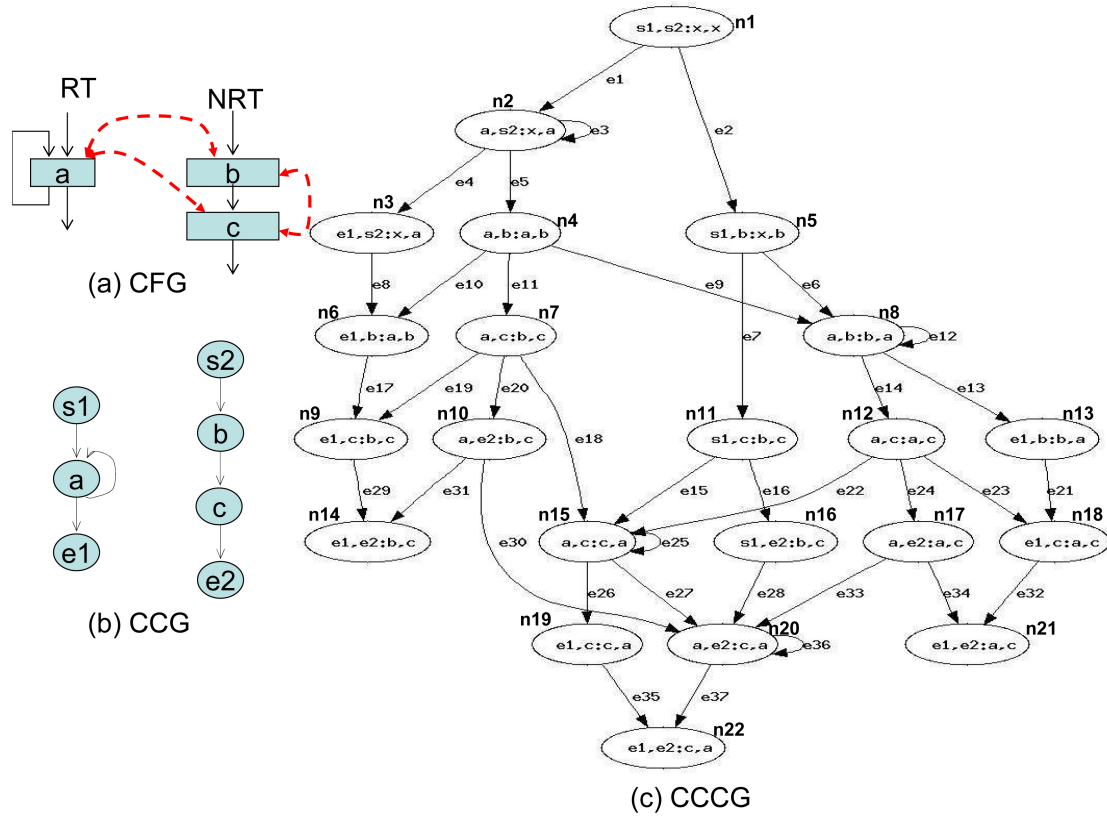 RT
NRT
a
b
c
(a) CFG
s1
a
e1
s2
b
c
e2
(b) CCG
n1
s1,s2:x,x
e1
e2
n2
a,s2:x,a
e3
e4
e5
n3
e1,s2:x,a
n4
a,b:a,b
n5
s1,b:x,b
e8
e10
e11
e9
e6
e7
n6
e1,b:a,b
n7
a,c:b,c
n8
a,b:b,a
e12
e17
e19
e20
e18
e14
e13
n9
e1,c:b,c
n10
a,e2:b,c
n11
s1,c:b,c
n12
a,c:a,c
n13
e1,b:b,a
e29
e31
e30
e15
e16
e22
e24
e23
e21
n14
e1,e2:b,c
n15
a,c:c,a
e25
n16
s1,e2:b,c
n17
a,e2:a,c
n18
e1,c:a,c
e26
e27
e28
e33
e34
e32
n19
e1,c:c,a
n20
a,e2:c,a
e36
n21
e1,e2:a,c
e35
e37
n22
e1,e2:c,a
(c) CCCG